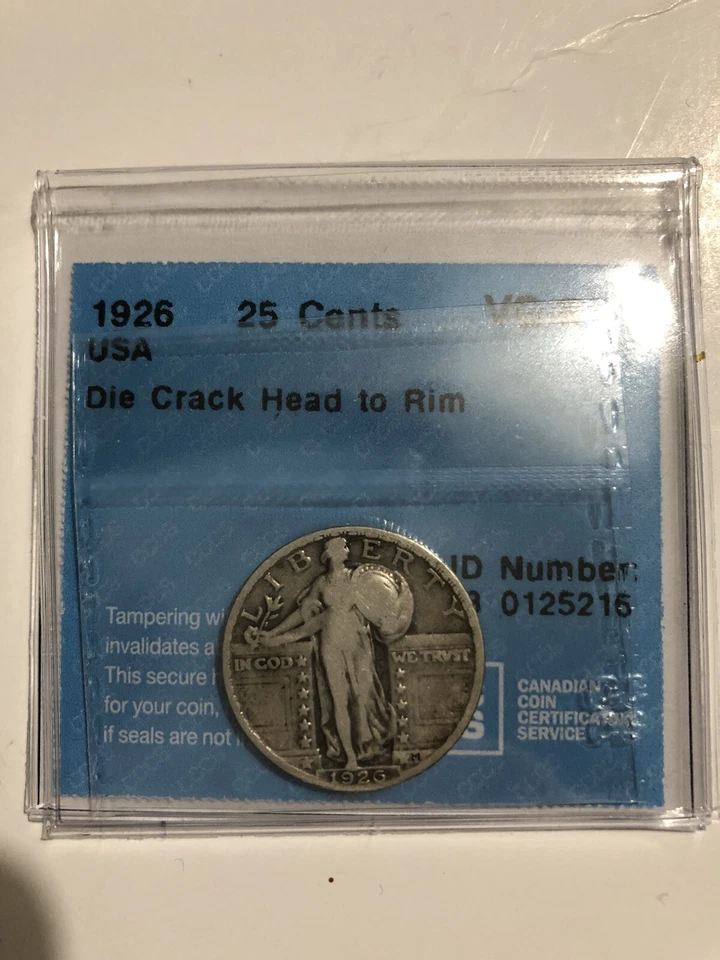 1926 25 Cents
USA
Die Crack Head to Rim
ID Number:
0125216
Tampering
invalidates a
This secure
for your coin,
if seals are not
CANADIAN
COIN
CERTIFICATION
SERVICE
LIBERTY
IN GOD WE TRVST
M
1926